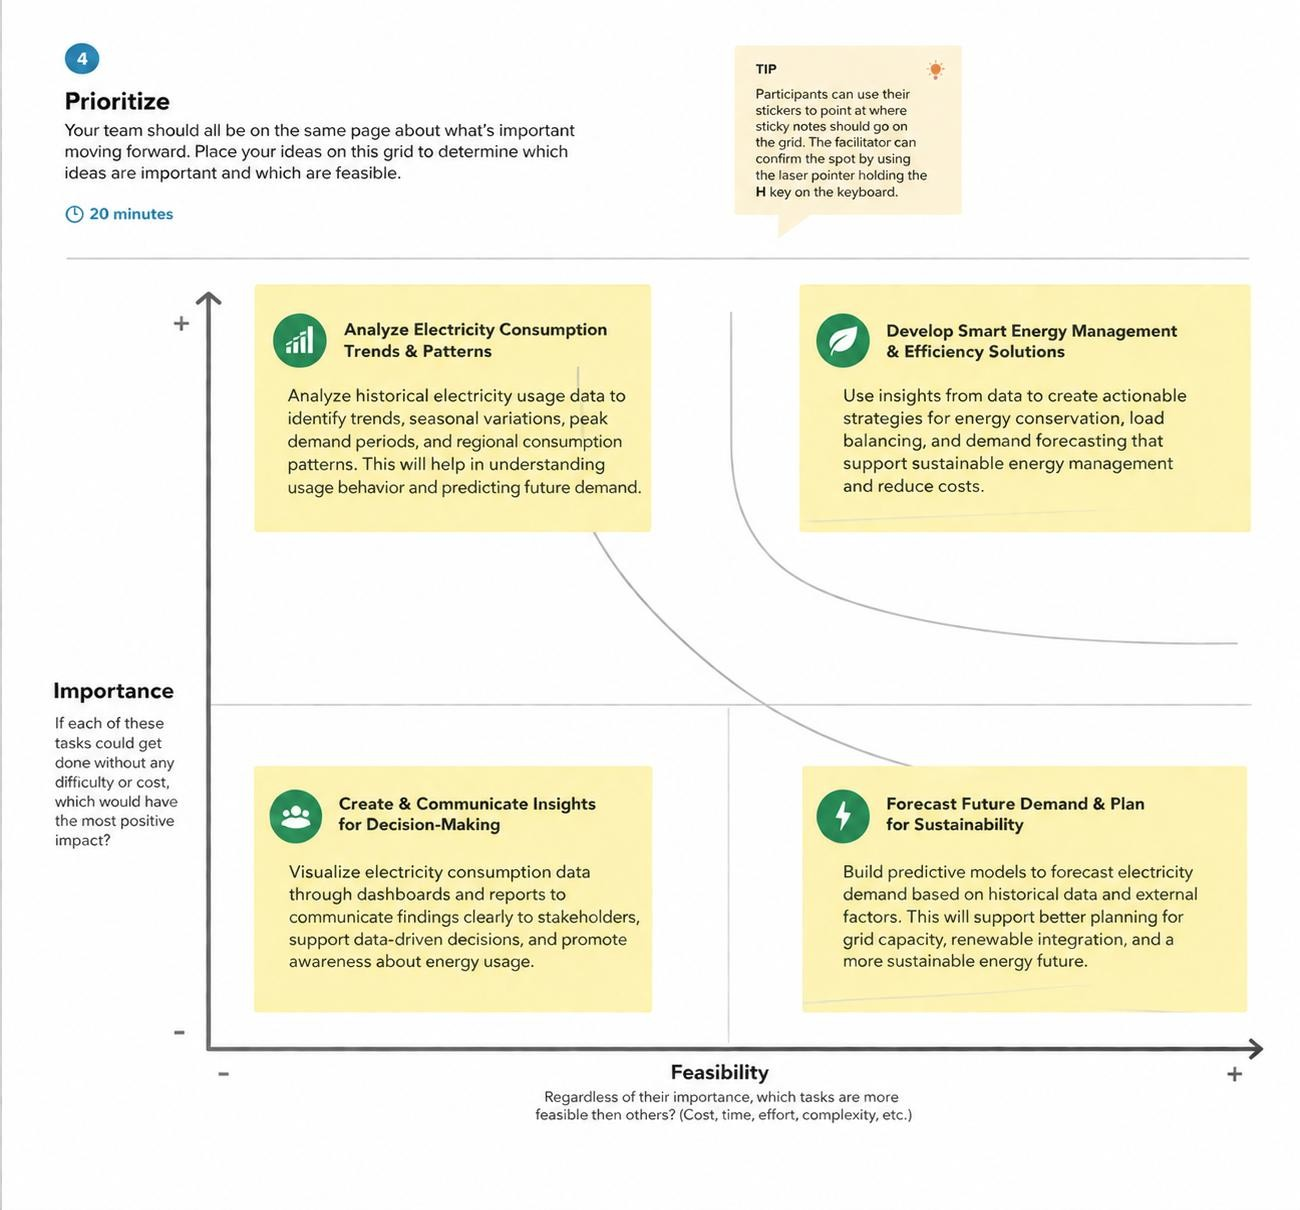 4
Prioritize
Your team should all be on the same page about what's important
moving forward. Place your ideas on this grid to determine which
ideas are important and which are feasible.
20 minutes
TIP
Participants can use their
stickers to point at where
sticky notes should go on
the grid. The facilitator can
confirm the spot by using
the laser pointer holding the
H key on the keyboard.
+
Analyze Electricity Consumption
Trends & Patterns
Analyze historical electricity usage data to
identify trends, seasonal variations, peak
demand periods, and regional consumption
patterns. This will help in understanding
usage behavior and predicting future demand.
Develop Smart Energy Management
& Efficiency Solutions
Use insights from data to create actionable
strategies for energy conservation, load
balancing, and demand forecasting that
support sustainable energy management
and reduce costs.
Importance
If each of these
tasks could get
done without any
difficulty or cost,
which would have
the most positive
impact?
Create & Communicate Insights
for Decision-Making
Visualize electricity consumption data
through dashboards and reports to
communicate findings clearly to stakeholders,
support data-driven decisions, and promote
awareness about energy usage.
Forecast Future Demand & Plan
for Sustainability
Build predictive models to forecast electricity
demand based on historical data and external
factors. This will support better planning for
grid capacity, renewable integration, and a
more sustainable energy future.
-
-
Feasibility
+
Regardless of their importance, which tasks are more
feasible then others? (Cost, time, effort, complexity, etc.)